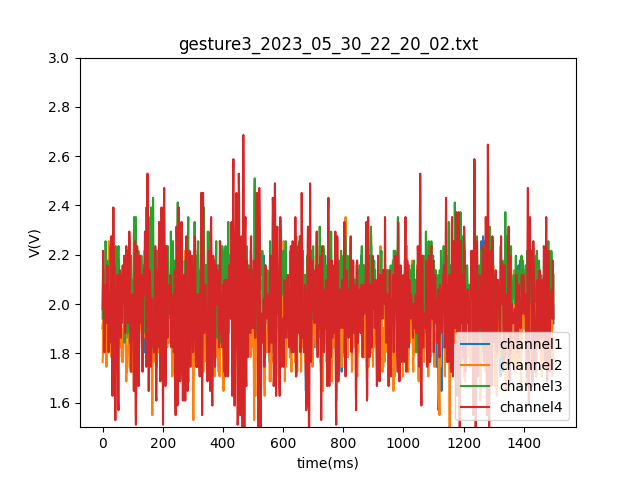 gesture3_2023_05_30_22_20_02.txt
3.0
2.8
2.6
2.4
2.2
2.0
1.8
1.6
V(V)
0 200 400 600 800 1000 1200 1400
time(ms)
channel1
channel2
channel3
channel4